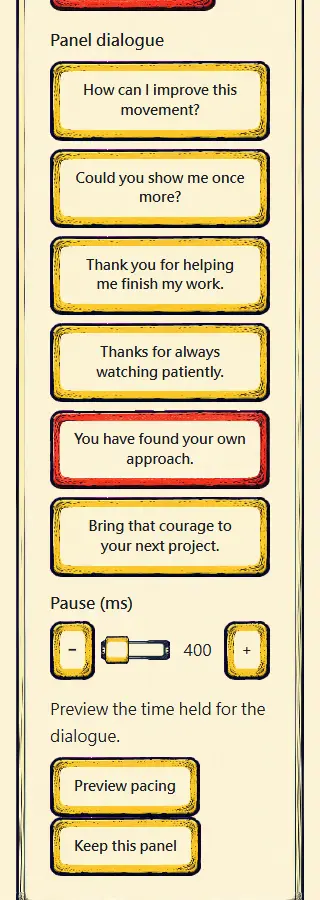 Panel dialogue
How can I improve this
movement?
Could you show me once
more?
Thank you for helping
me finish my work.
Thanks for always
watching patiently.
You have found your own
approach.
Bring that courage to
your next project.
Pause (ms)
−
400
+
Preview the time held for the
dialogue.
Preview pacing
Keep this panel